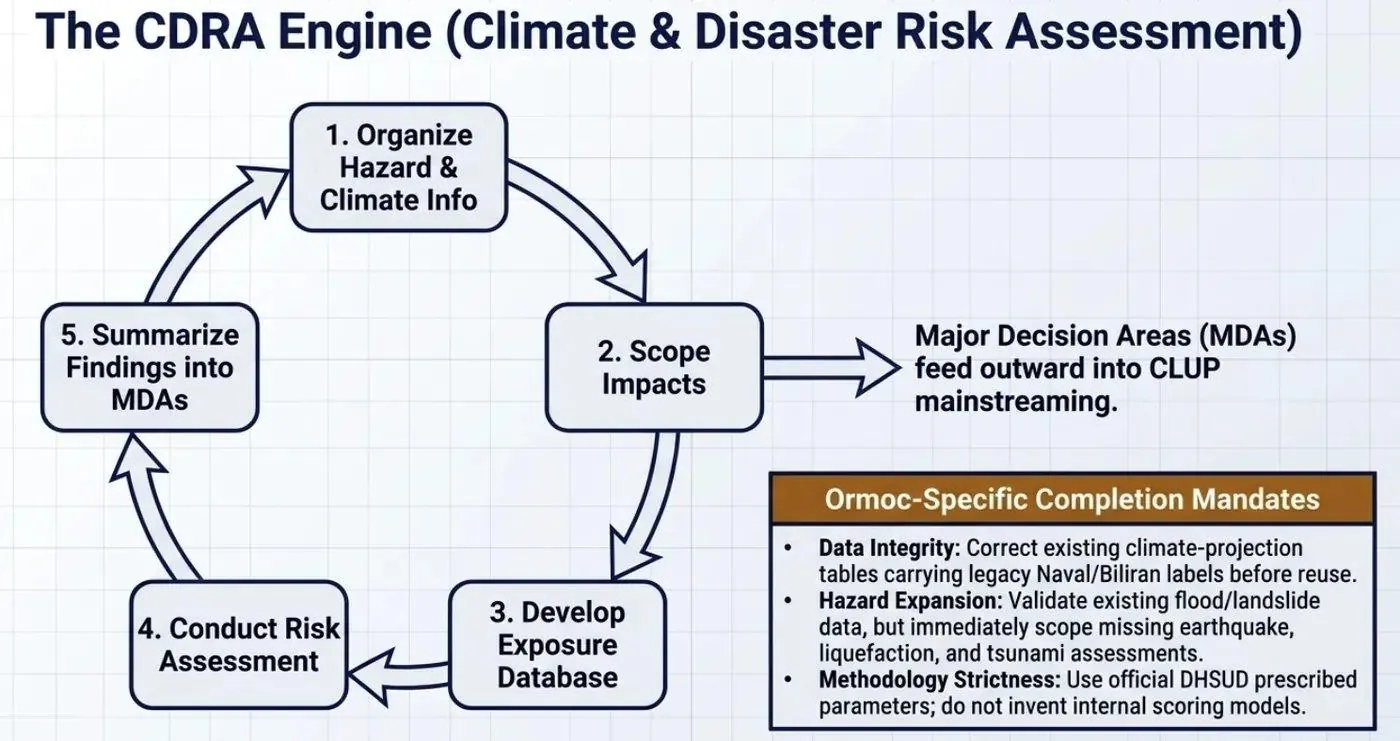 The CDRA Engine (Climate & Disaster Risk Assessment)
1. Organize
Hazard &
Climate Info
2. Scope
Impacts
Major Decision Areas (MDAs)
feed outward into CLUP
mainstreaming.
3. Develop
Exposure
Database
4. Conduct Risk
Assessment
5. Summarize
Findings into
MDAs
Ormoc-Specific Completion Mandates
• Data Integrity: Correct existing climate-projection
tables carrying legacy Naval/Biliran labels before reuse.
• Hazard Expansion: Validate existing flood/landslide
data, but immediately scope missing earthquake,
liquefaction, and tsunami assessments.
• Methodology Strictness: Use official DHSUD prescribed
parameters; do not invent internal scoring models.